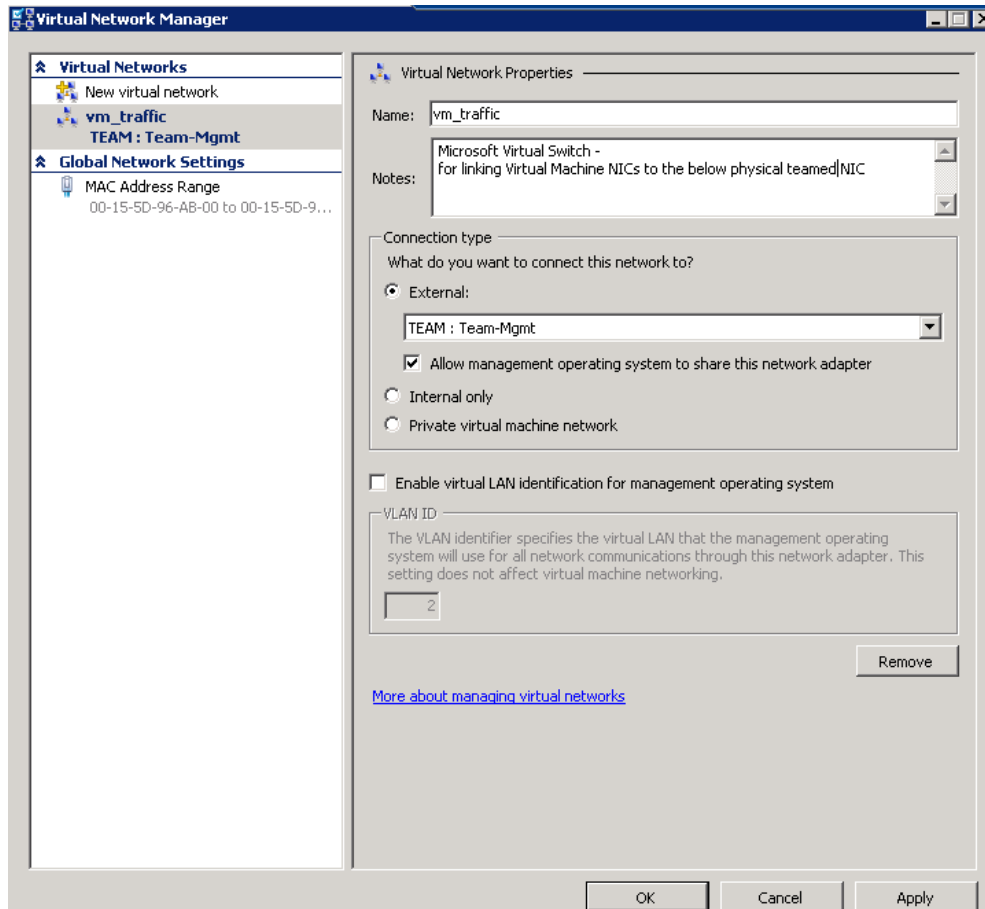 Virtual Network Manager
Virtual Networks
New virtual network
vm_traffic
TEAM : Team-Mgmt
Global Network Settings
MAC Address Range
00-15-5D-96-AB-00 to 00-15-5D-9...
Virtual Network Properties
Name: vm_traffic
Notes: Microsoft Virtual Switch -
for linking Virtual Machine NICs to the below physical teamed NIC
Connection type
What do you want to connect this network to?
External:
TEAM : Team-Mgmt
Allow management operating system to share this network adapter
Internal only
Private virtual machine network
Enable virtual LAN identification for management operating system
VLAN ID
The VLAN identifier specifies the virtual LAN that the management operating
system will use for all network communications through this network adapter. This
setting does not affect virtual machine networking.
2
Remove
More about managing virtual networks
OK Cancel Apply